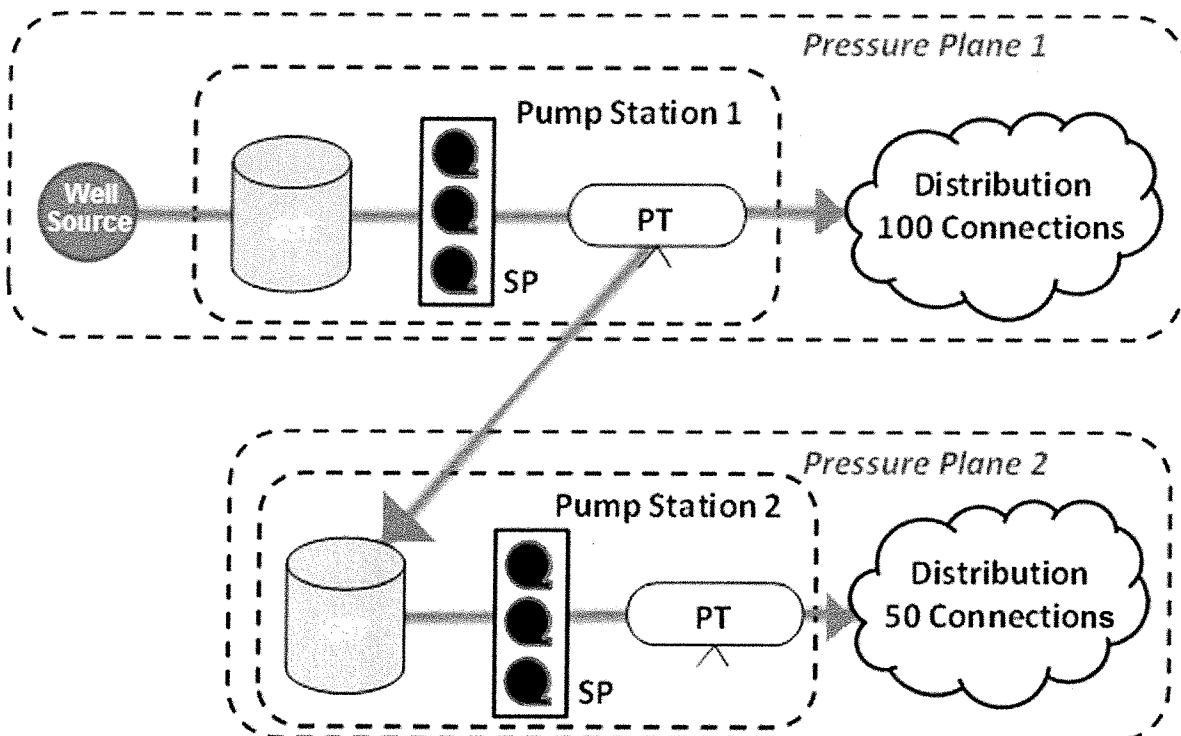 Pressure Plane 1
Pump Station 1
Well
Source
PT
SP
Distribution
100 Connections
Pressure Plane 2
Pump Station 2
PT
SP
Distribution
50 Connections